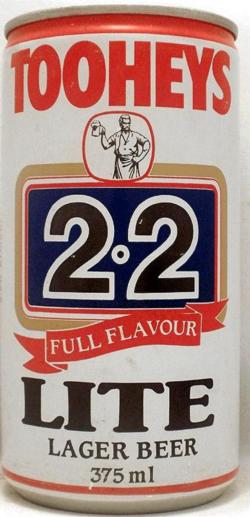 TOOHEYS
2·2
FULL FLAVOUR
LITE
LAGER BEER
375 ml